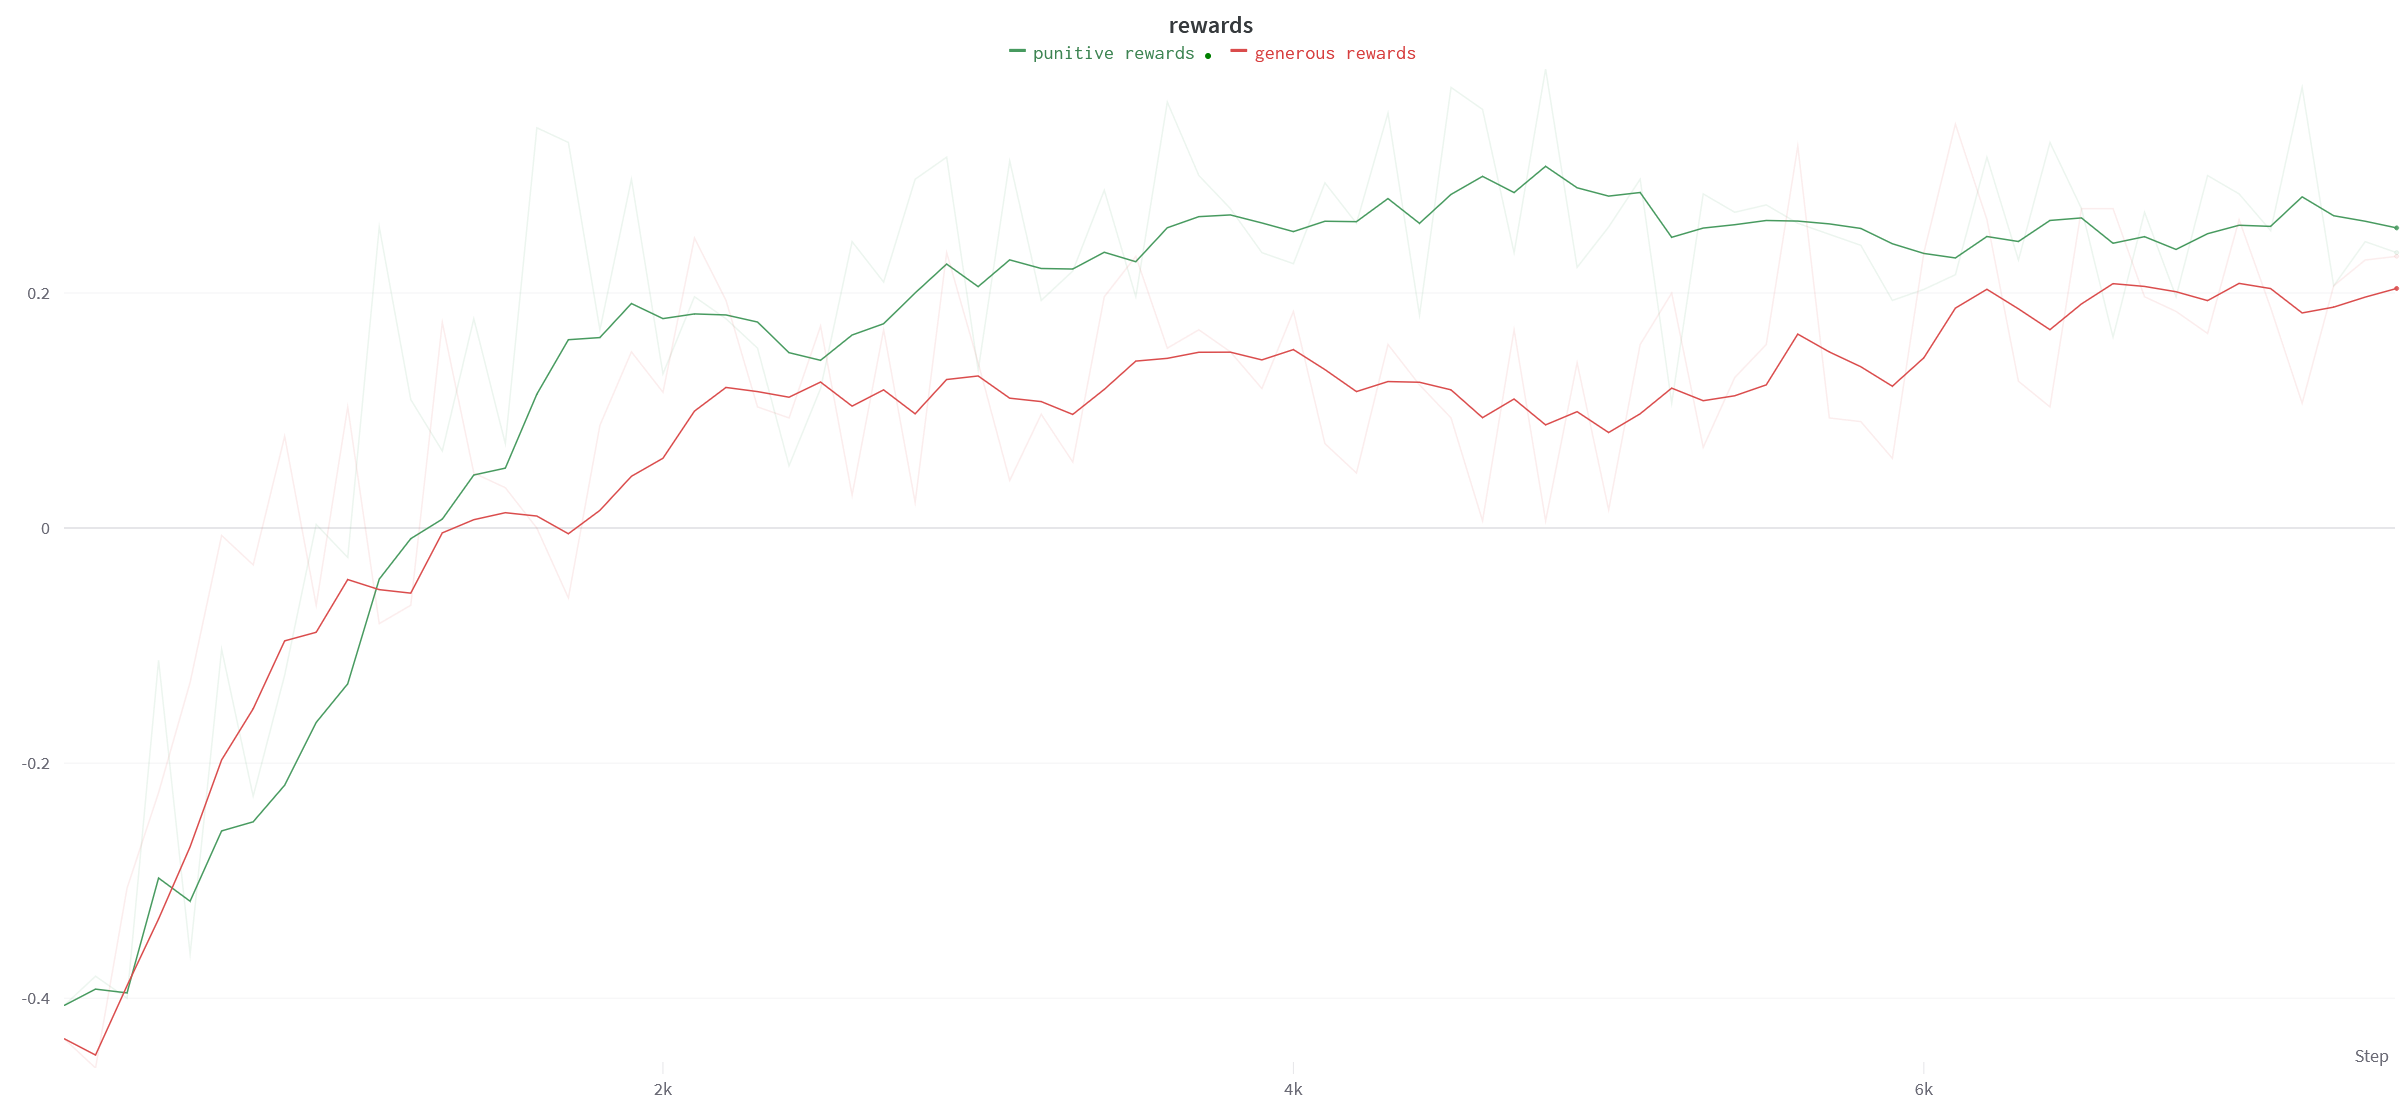 rewards
punitive rewards generous rewards
0.2
0
-0.2
-0.4
Step
2k 4k 6k